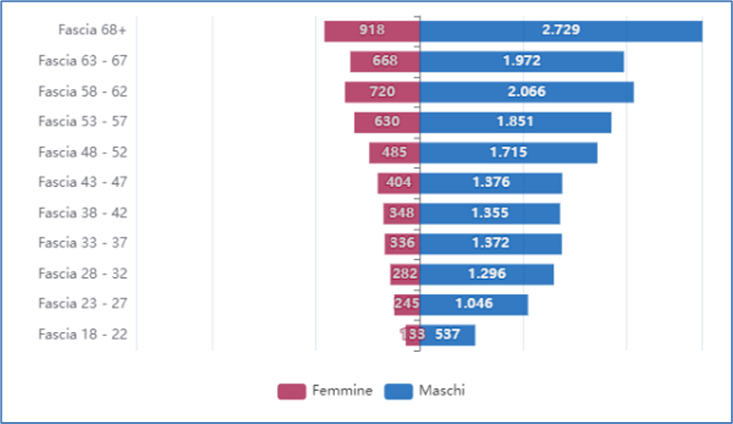 Fascia 68+ 918 2.729
Fascia 63 - 67 668 1.972
Fascia 58 - 62 720 2.066
Fascia 53 - 57 630 1.851
Fascia 48 - 52 485 1.715
Fascia 43 - 47 404 1.376
Fascia 38 - 42 348 1.355
Fascia 33 - 37 336 1.372
Fascia 28 - 32 282 1.296
Fascia 23 - 27 245 1.046
Fascia 18 - 22 133 537
Femmine Maschi